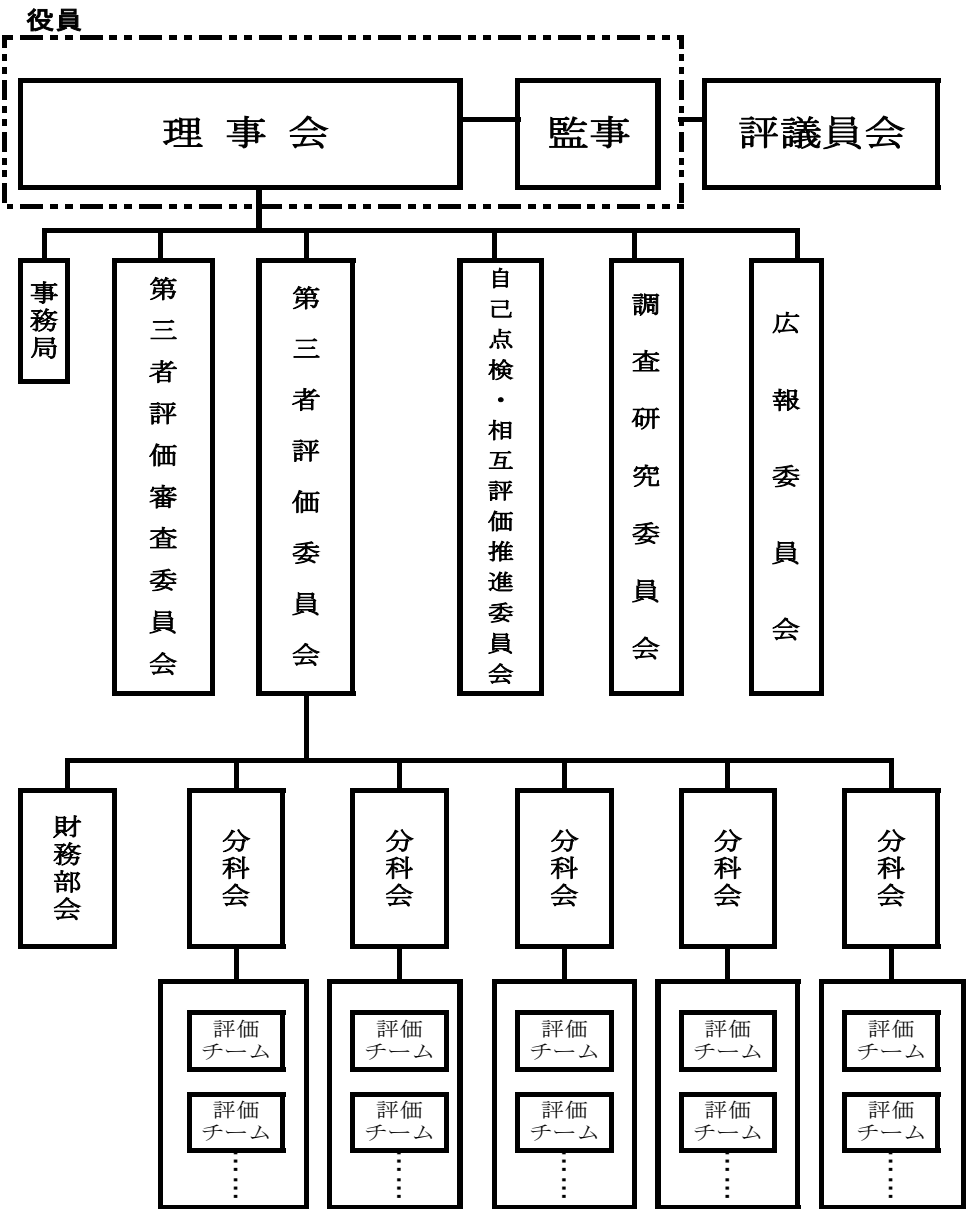 役員
理事会
監事
評議員会
事務局
第三者評価審査委員会
第三者評価委員会
自己点検・相互評価推進委員会
調査研究委員会
広報委員会
財務部会
分科会
分科会
分科会
分科会
分科会
評価
チーム
評価
チーム
評価
チーム
評価
チーム
評価
チーム
評価
チーム
評価
チーム
評価
チーム
評価
チーム
評価
チーム